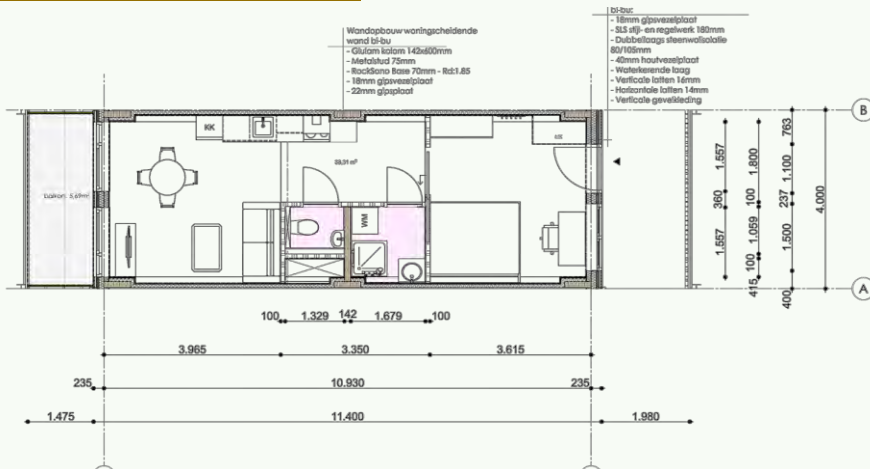 Wandopbouw woningscheidende
wand bi-bu
- Glulam kolom 142x600mm
- Metalstud 75mm
- RockSono Base 70mm - Rd:1.85
- 18mm gipsvezelplaat
- 22mm gipsplaat
bi-bu:
- 18mm gipsvezelplaat
- SLS stijl- en regelwerk 180mm
- Dubbellaags steenwolisolatie
80/105mm
- 40mm houtvezelplaat
- Waterkerende laag
- Verticale latten 16mm
- Horizontale latten 14mm
- Verticale gevelkleding
B
KK
balkon
WM
A
1.557
360
1.557
1.800
100
1.059
100
415
763
1.100
237
1.500
400
4.000
100 1.329 142 1.679 100
3.965 3.350 3.615
235 10.930 235
1.475 11.400 1.980